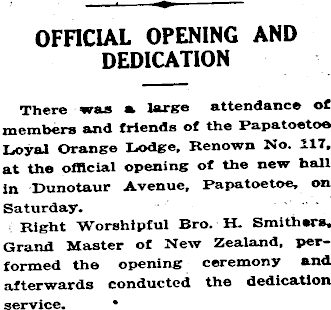 OFFICIAL OPENING AND
DEDICATION
There was a large attendance of
members and friends of the Papatoetoe
Loyal Orange Lodge, Renown No. 117,
at the official opening of the new hall
in Dunotaur Avenue, Papatoetoe, on
Saturday.
Right Worshipful Bro. H. Smithers,
Grand Master of New Zealand, per-
formed the opening ceremony and
afterwards conducted the dedication
service.